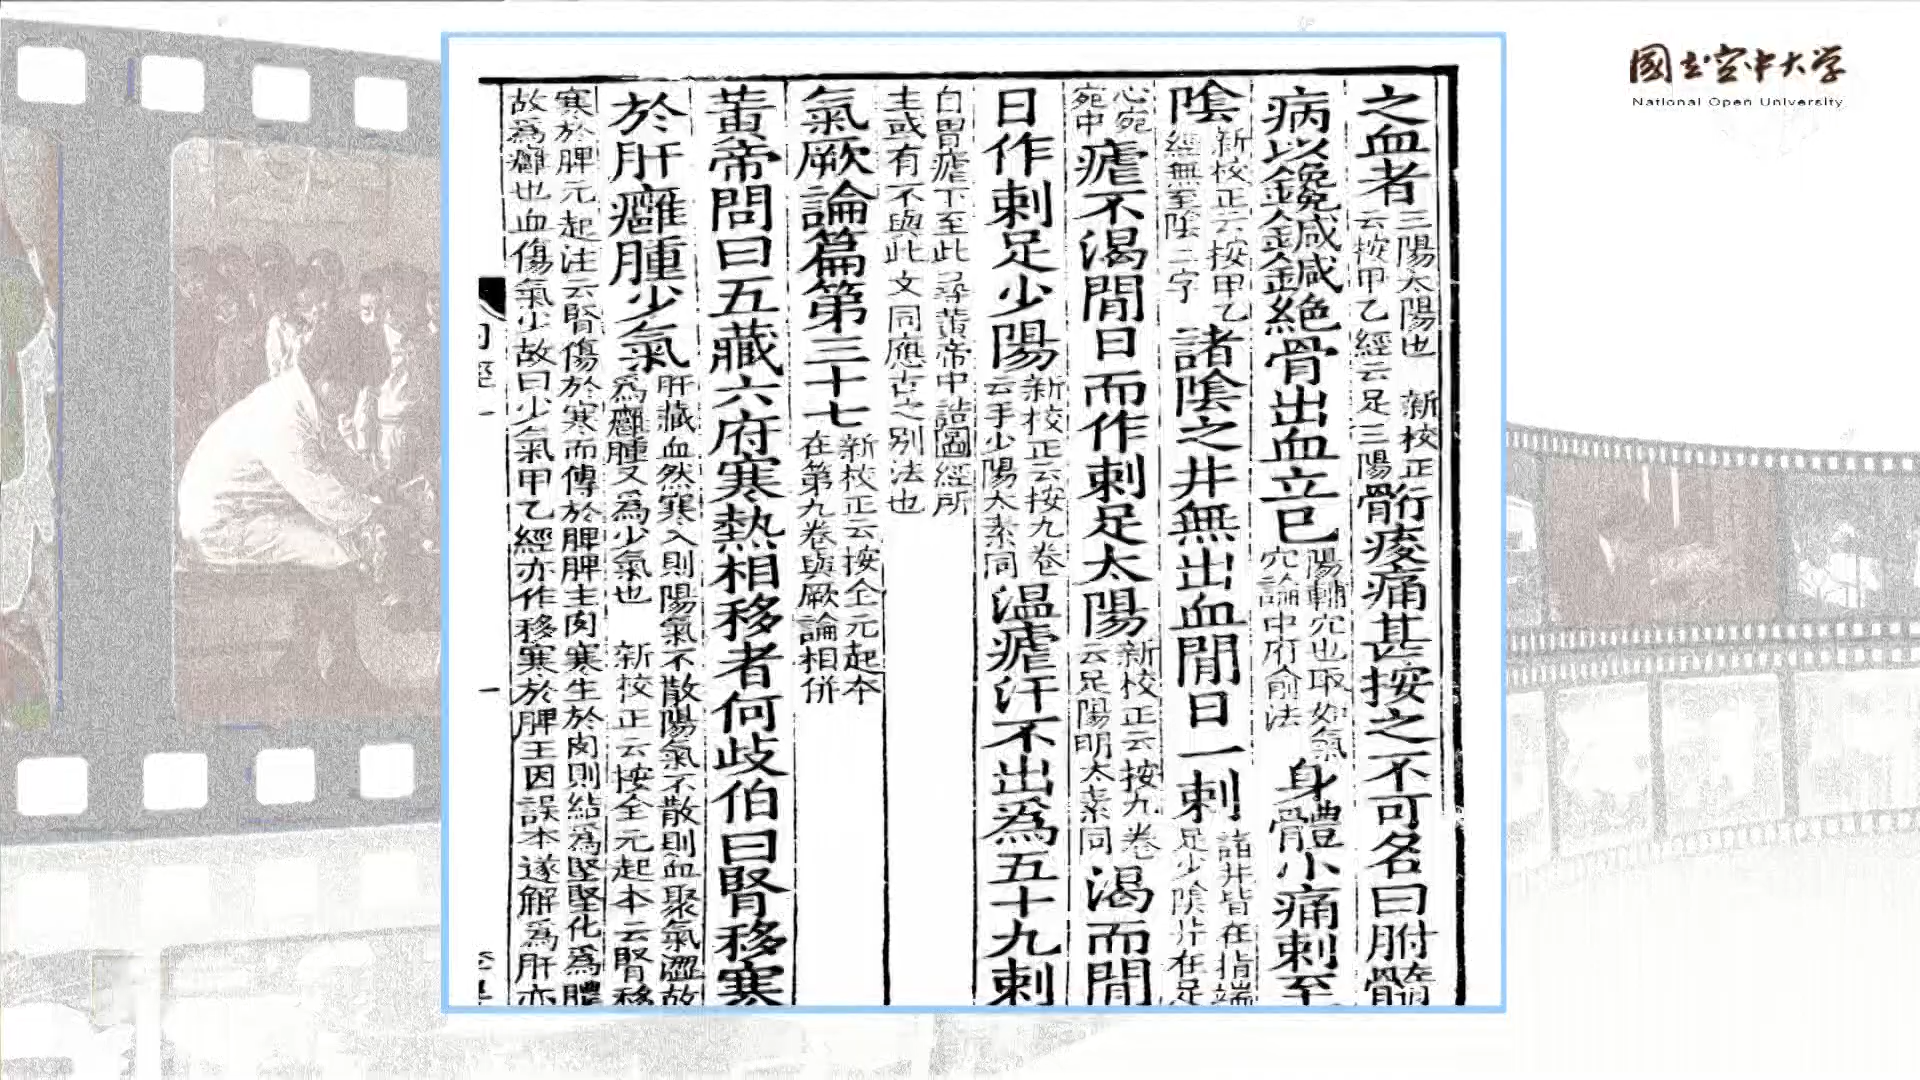 國立空中大學
National Open University
之血者三陽太陽也 新校正云按甲乙經云足三陽䯒痠痛甚按之不可名曰胕髓
病以鑱鍼鍼絶骨出血立已陽輔穴也取如氣穴論中府俞法身體小痛刺至
陰新校正云按甲乙經無至陰二字諸陰之井無出血間日一刺諸井皆在指端足少陰井在足
心宛宛中瘧不渴間日而作刺足太陽新校正云按九卷云足陽明太素同渴而間
日作刺足少陽新校正云按九卷云手少陽太素同温瘧汗不出為五十九刺
自胃瘧下至此尋黃帝中誥圖經所主或有不與此文同應古之別法也
氣厥論篇第三十七新校正云按全元起本在第九卷與厥論相併
黃帝問曰五藏六府寒熱相移者何歧伯曰腎移寒
於肝癰腫少氣肝藏血然寒入則陽氣不散陽氣不散則血聚氣澀故為癰腫又為少氣也 新校正云按全元起本云腎移
寒於脾元起注云腎傷於寒而傳於脾脾主肉寒生於肉則結為堅堅化為膿故為癰也血傷氣少故曰少氣甲乙經亦作移寒於脾王因誤本遂解為肝亦